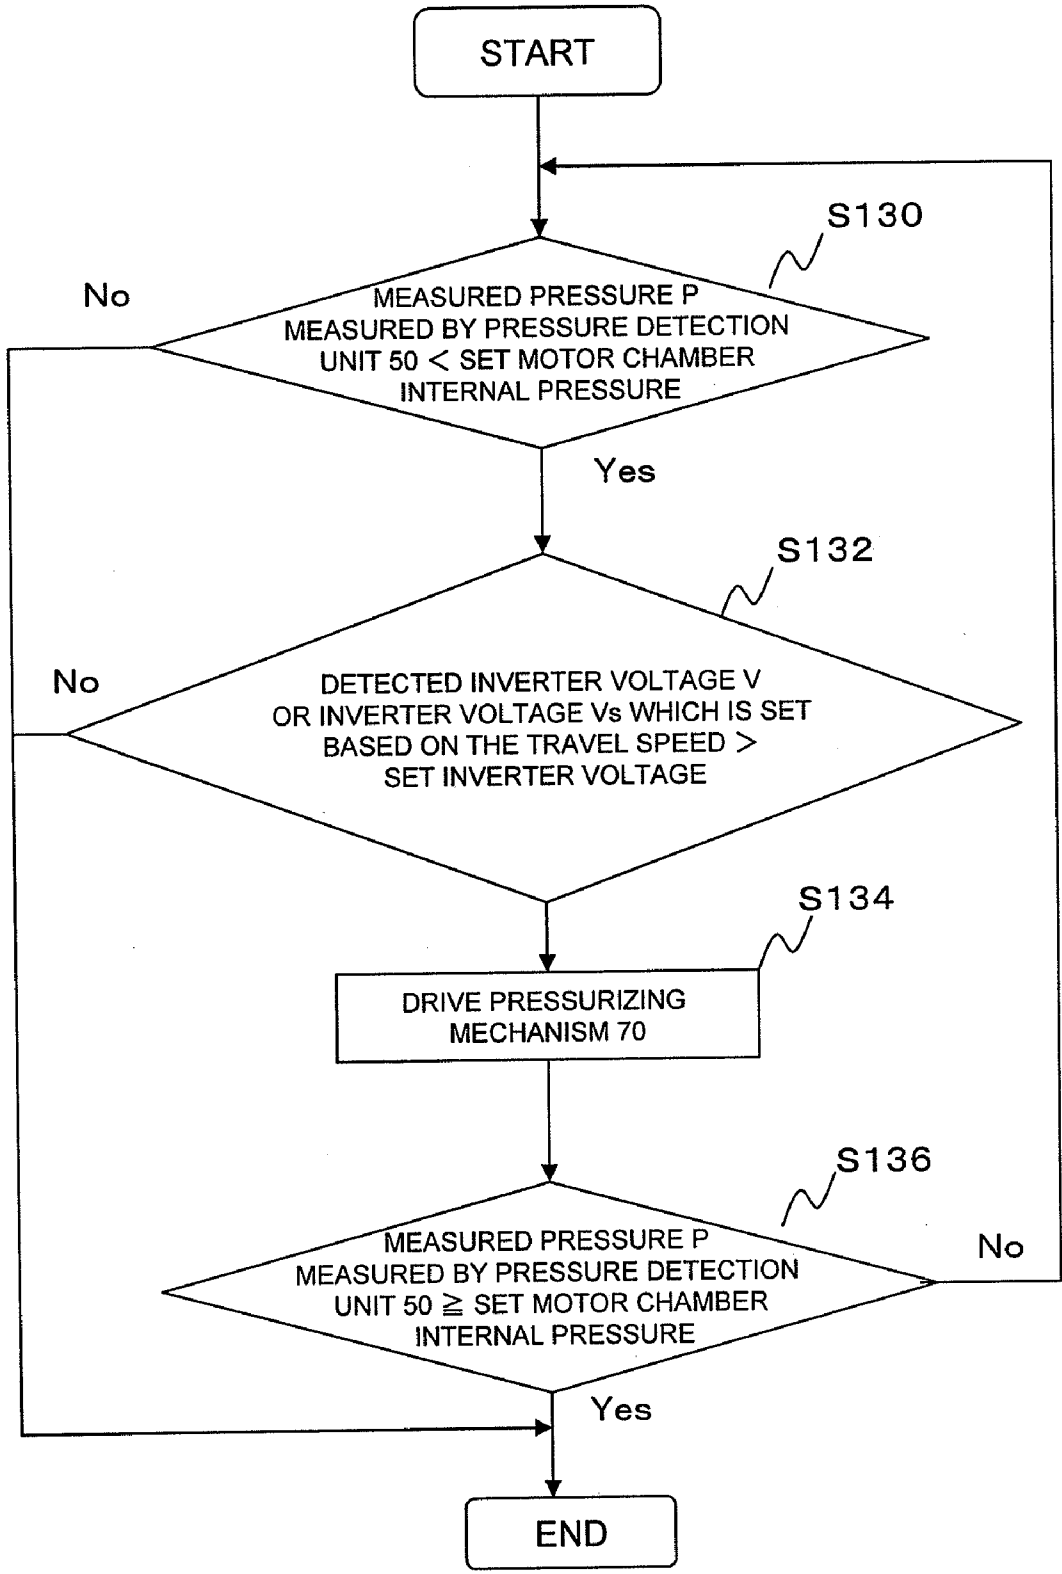 START
S130
No
MEASURED PRESSURE P
MEASURED BY PRESSURE DETECTION
UNIT 50 < SET MOTOR CHAMBER
INTERNAL PRESSURE
Yes
S132
No
DETECTED INVERTER VOLTAGE V
OR INVERTER VOLTAGE Vs WHICH IS SET
BASED ON THE TRAVEL SPEED >
SET INVERTER VOLTAGE
S134
DRIVE PRESSURIZING
MECHANISM 70
S136
MEASURED PRESSURE P
MEASURED BY PRESSURE DETECTION
UNIT 50 ≧ SET MOTOR CHAMBER
INTERNAL PRESSURE
No
Yes
END